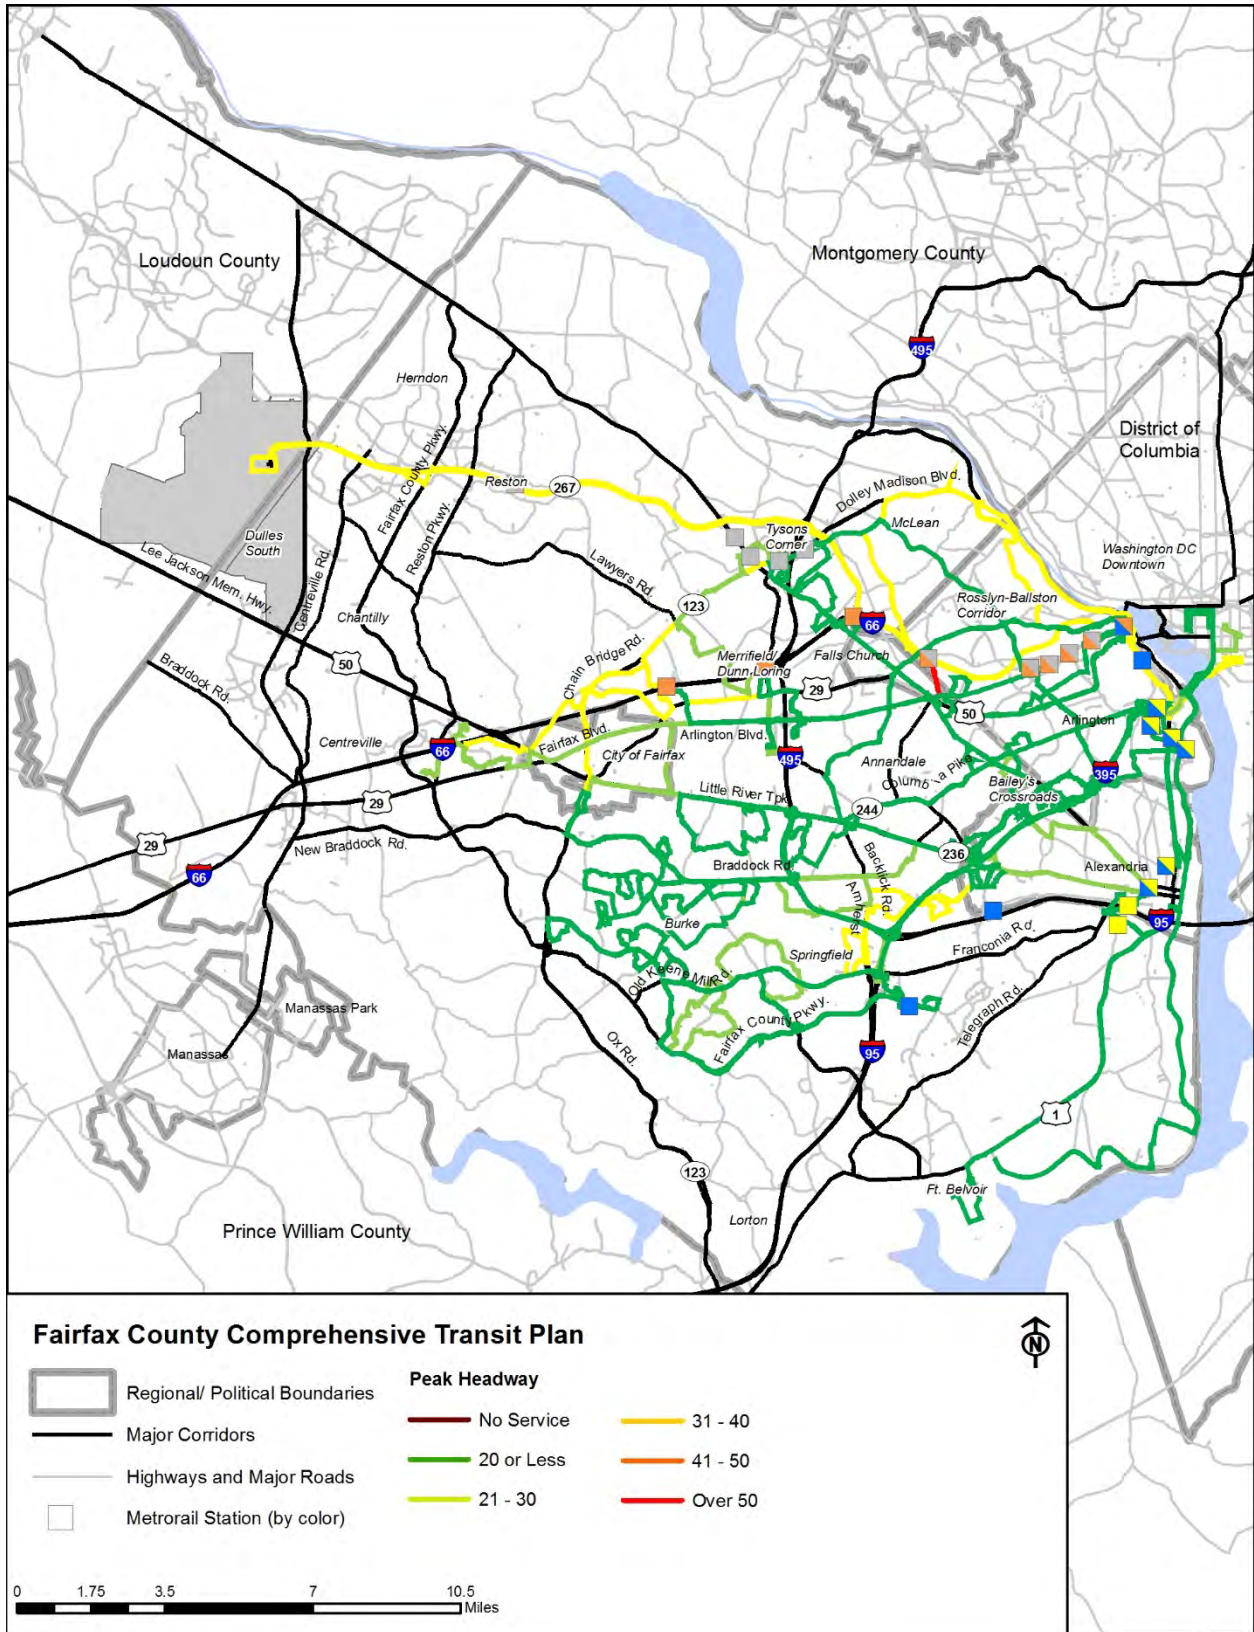 Loudoun County
Montgomery County
495
Herndon
District of
Columbia
Fairfax County Pkwy.
Reston
267
Dolley Madison Blvd.
McLean
Tysons
Corner
Dulles
South
Reston Pkwy.
Lee Jackson Mem. Hwy.
Centreville Rd.
Washington DC
Downtown
Lawyers Rd.
Rosslyn-Ballston
Corridor
123
Chantilly
66
Chain Bridge Rd.
Merrifield/
Dunn-Loring
Falls Church
50
29
Braddock Rd.
50
Arlington
Centreville
66
Fairfax Blvd.
Arlington Blvd.
City of Fairfax
495
Annandale
Columbia Pike
Bailey's
Crossroads
395
Little River Tpk.
29
244
29
New Braddock Rd.
236
Braddock Rd.
Backlick Rd.
Alexandria
66
Amherst
95
Burke
Franconia Rd.
Springfield
Old Keene Mill Rd.
Manassas Park
Fairfax County Pkwy.
Telegraph Rd.
Ox Rd.
Manassas
95
1
123
Ft. Belvoir
Lorton
Prince William County
Fairfax County Comprehensive Transit Plan
N
Regional/ Political Boundaries
Major Corridors
Highways and Major Roads
Metrorail Station (by color)
Peak Headway
No Service
20 or Less
21 - 30
31 - 40
41 - 50
Over 50
0 1.75 3.5 7 10.5
Miles